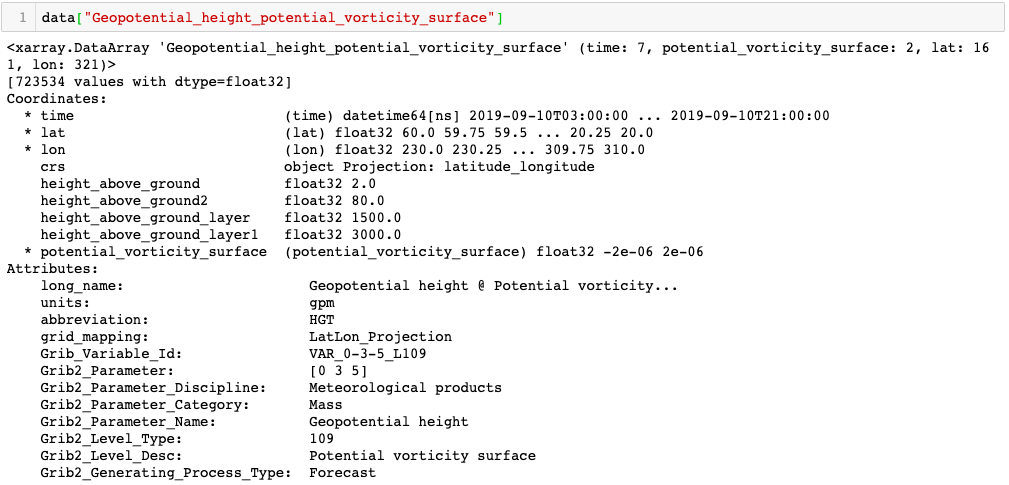 1 data["Geopotential_height_potential_vorticity_surface"]
<xarray.DataArray 'Geopotential_height_potential_vorticity_surface' (time: 7, potential_vorticity_surface: 2, lat: 16
1, lon: 321)>
[723534 values with dtype=float32]
Coordinates:
  * time                         (time) datetime64[ns] 2019-09-10T03:00:00 ... 2019-09-10T21:00:00
  * lat                          (lat) float32 60.0 59.75 59.5 ... 20.25 20.0
  * lon                          (lon) float32 230.0 230.25 ... 309.75 310.0
    crs                          object Projection: latitude_longitude
    height_above_ground          float32 2.0
    height_above_ground2         float32 80.0
    height_above_ground_layer    float32 1500.0
    height_above_ground_layer1   float32 3000.0
  * potential_vorticity_surface  (potential_vorticity_surface) float32 -2e-06 2e-06
Attributes:
    long_name:                      Geopotential height @ Potential vorticity...
    units:                          gpm
    abbreviation:                   HGT
    grid_mapping:                   LatLon_Projection
    Grib_Variable_Id:               VAR_0-3-5_L109
    Grib2_Parameter:                [0 3 5]
    Grib2_Parameter_Discipline:     Meteorological products
    Grib2_Parameter_Category:       Mass
    Grib2_Parameter_Name:           Geopotential height
    Grib2_Level_Type:               109
    Grib2_Level_Desc:               Potential vorticity surface
    Grib2_Generating_Process_Type:  Forecast